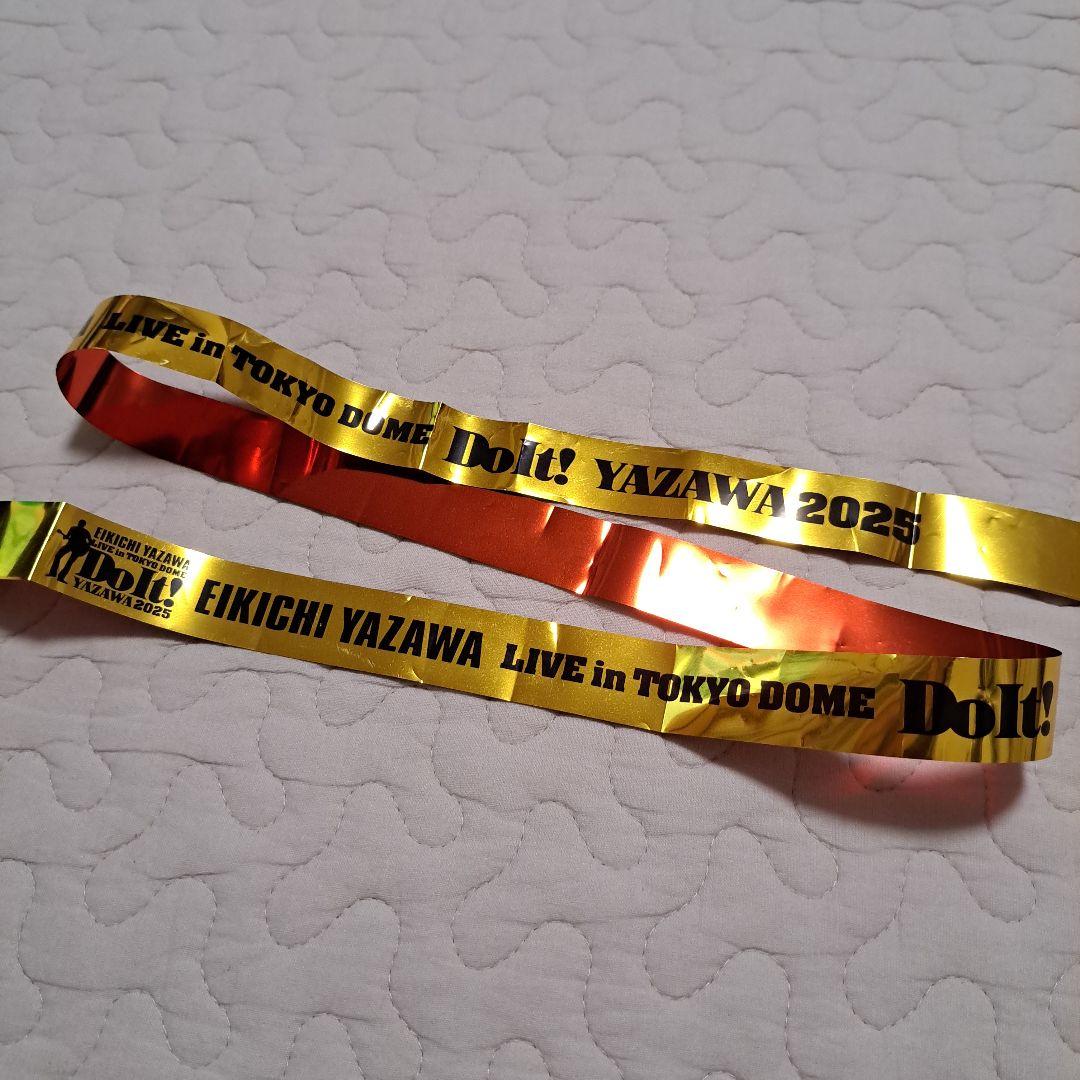 LIVE in TOKYO DOME DoIt! YAZAWA 2025
EIKICHI YAZAWA
LIVE in TOKYO DOME
DoIt!
YAZAWA 2025
EIKICHI YAZAWA LIVE in TOKYO DOME DoIt!